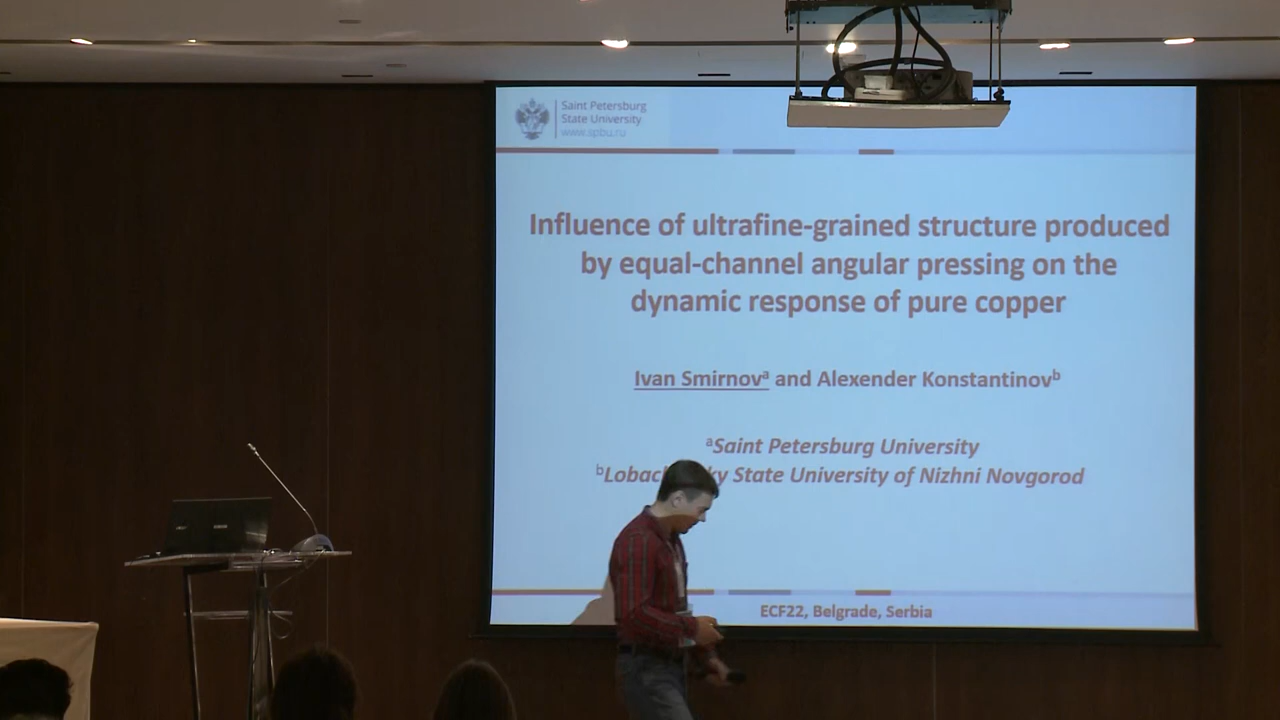 Saint Petersburg
State University
www.spbu.ru
Influence of ultrafine-grained structure produced
by equal-channel angular pressing on the
dynamic response of pure copper
Ivan Smirnovᵃ and Alexender Konstantinovᵇ
ᵃSaint Petersburg University
ᵇLobac ky State University of Nizhni Novgorod
ECF22, Belgrade, Serbia